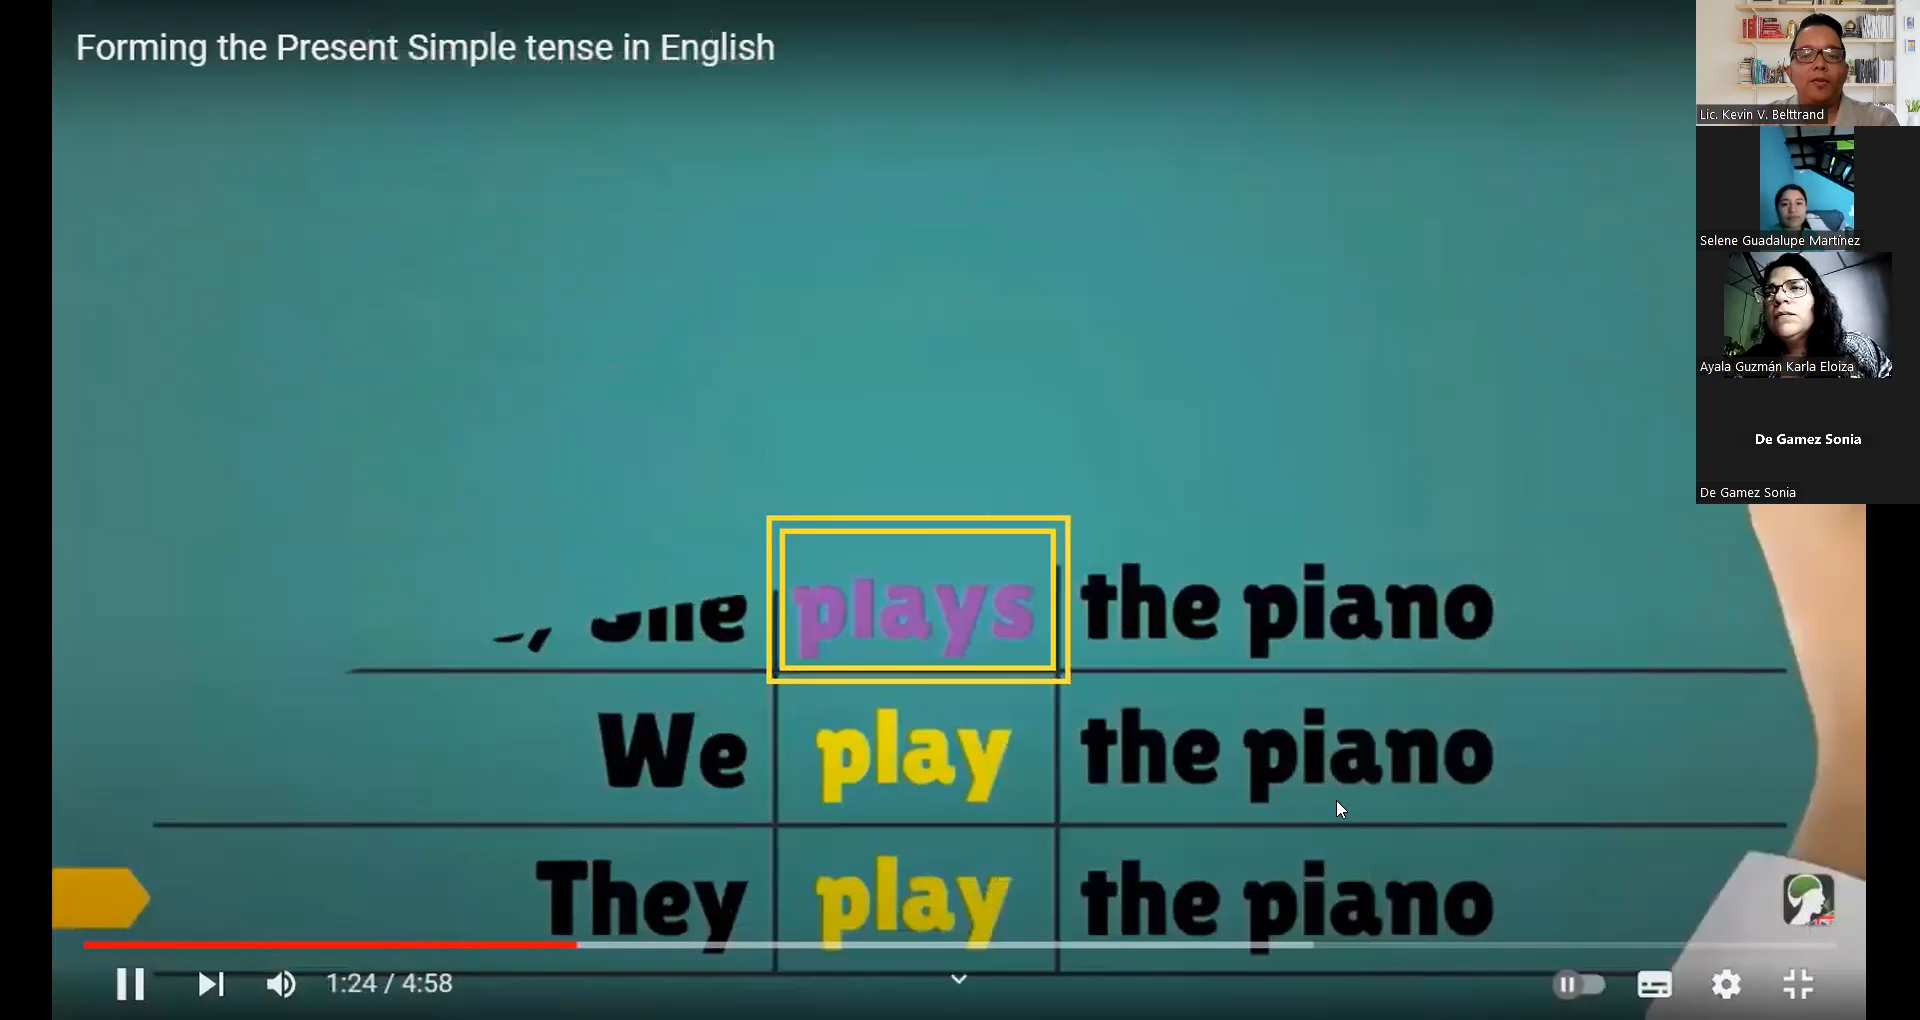 Forming the Present Simple tense in English
Lic. Kevin V. Belttrand
Selene Guadalupe Martínez
Ayala Guzmán Karla Eloiza
De Gamez Sonia
De Gamez Sonia
plays the piano
We play the piano
They play the piano
1:24 / 4:58